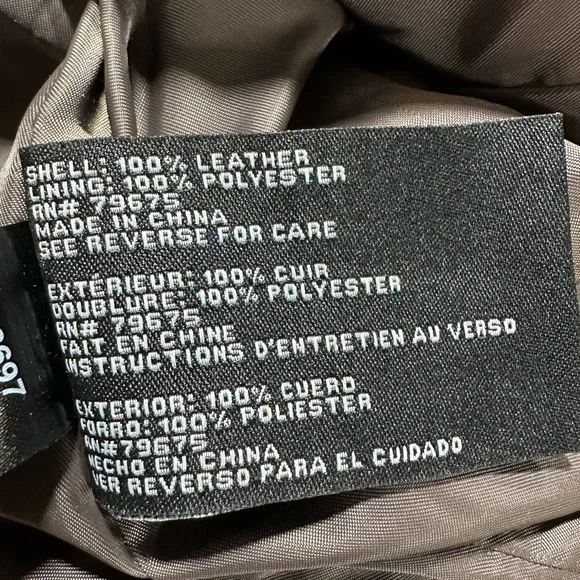 SHELL: 100% LEATHER
LINING: 100% POLYESTER
RN# 79675
MADE IN CHINA
SEE REVERSE FOR CARE
EXTÉRIEUR: 100% CUIR
DOUBLURE: 100% POLYESTER
RN# 79675
FAIT EN CHINE
INSTRUCTIONS D'ENTRETIEN AU VERSO
EXTERIOR: 100% CUERO
FORRO: 100% POLIESTER
RN# 79675
HECHO EN CHINA
VER REVERSO PARA EL CUIDADO